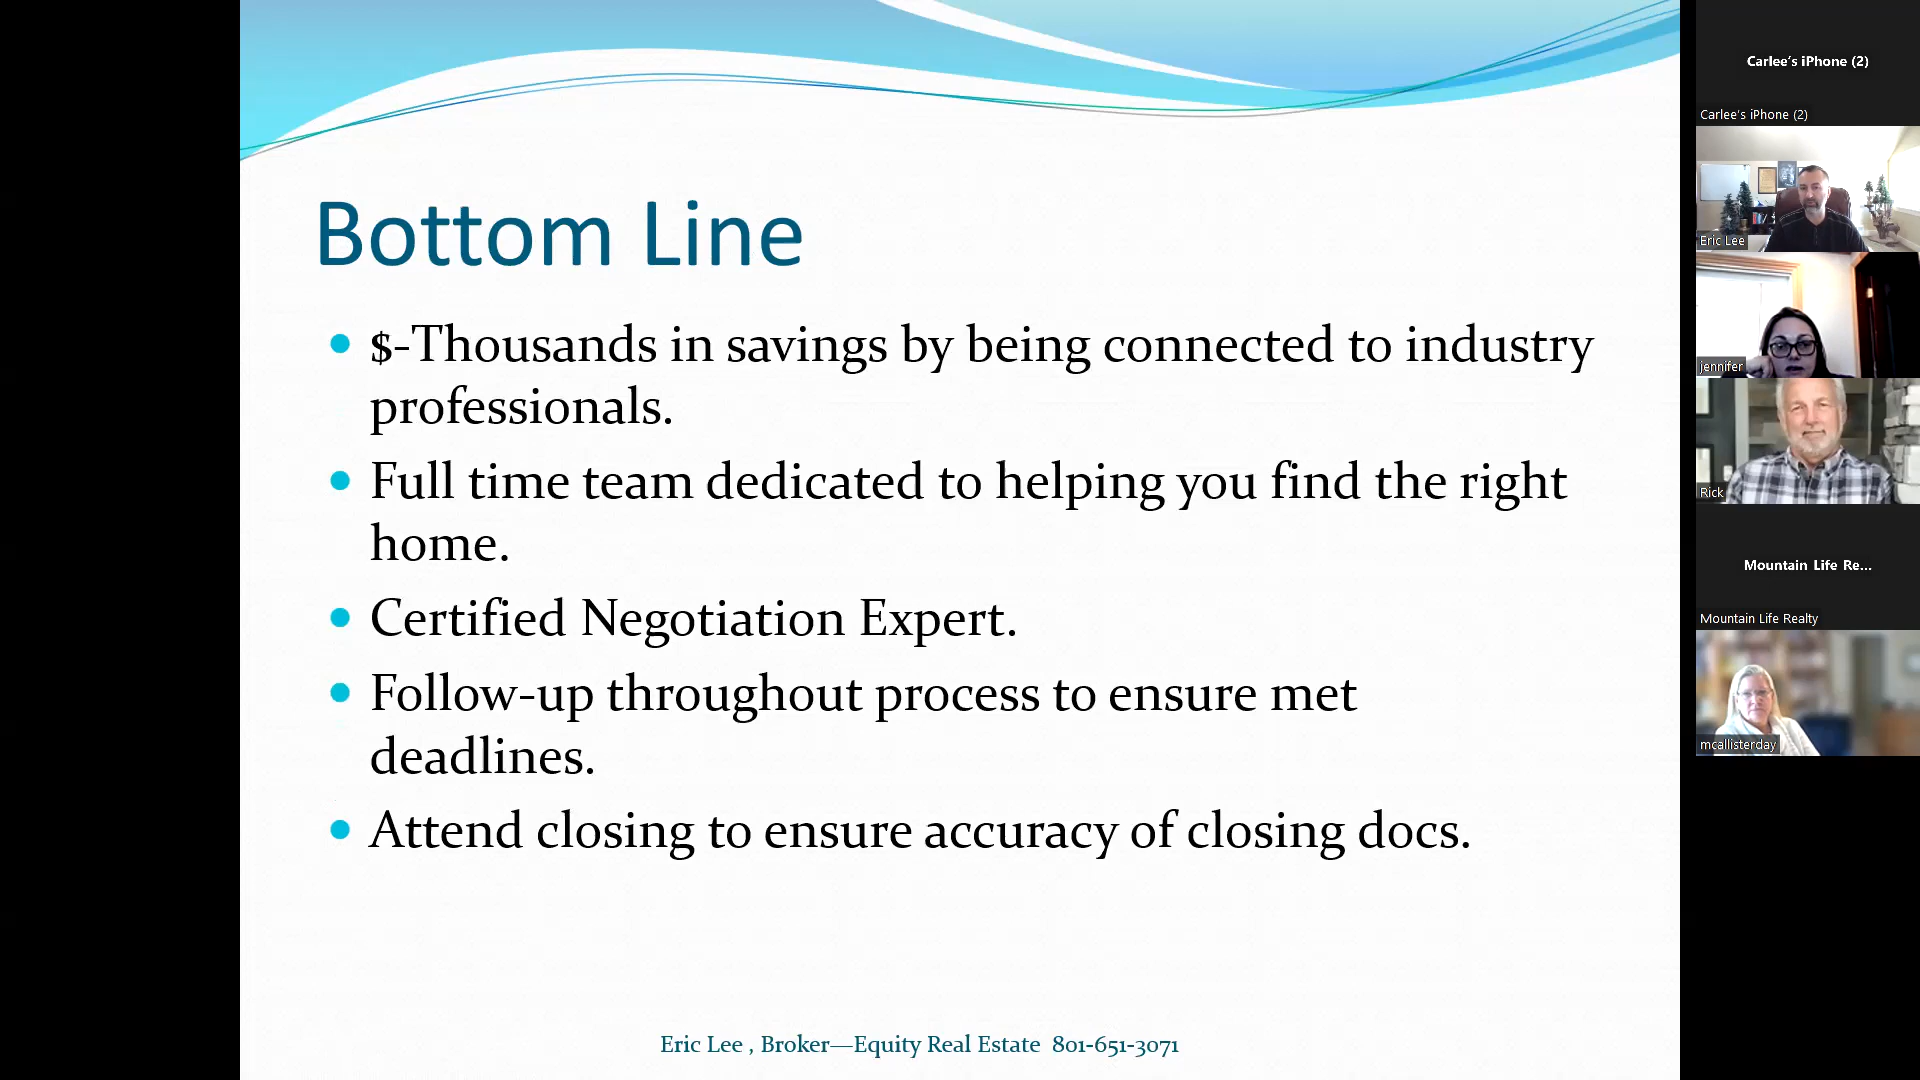 Bottom Line
$-Thousands in savings by being connected to industry
professionals.
Full time team dedicated to helping you find the right
home.
Certified Negotiation Expert.
Follow-up throughout process to ensure met
deadlines.
Attend closing to ensure accuracy of closing docs.
Eric Lee , Broker—Equity Real Estate 801-651-3071
Carlee's iPhone (2)
Carlee's iPhone (2)
Eric Lee
jennifer
Rick
Mountain Life Re...
Mountain Life Realty
mcallisterday